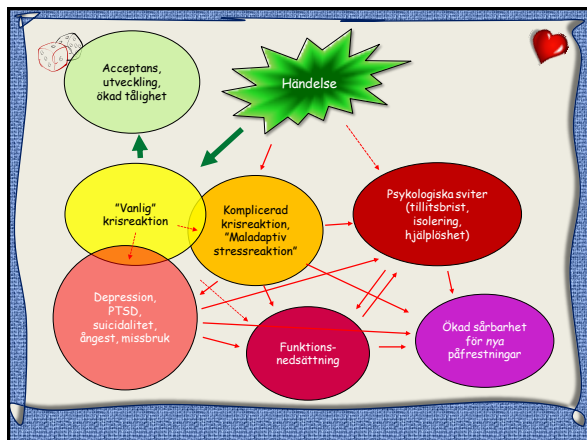 Acceptans,
utveckling,
ökad tålighet
Händelse
”Vanlig”
krisreaktion
Komplicerad
krisreaktion,
”Maladaptiv
stressreaktion”
Psykologiska sviter
(tillitsbrist,
isolering,
hjälplöshet)
Depression,
PTSD,
suicidalitet,
ångest, missbruk
Funktions-
nedsättning
Ökad sårbarhet
för nya
påfrestningar